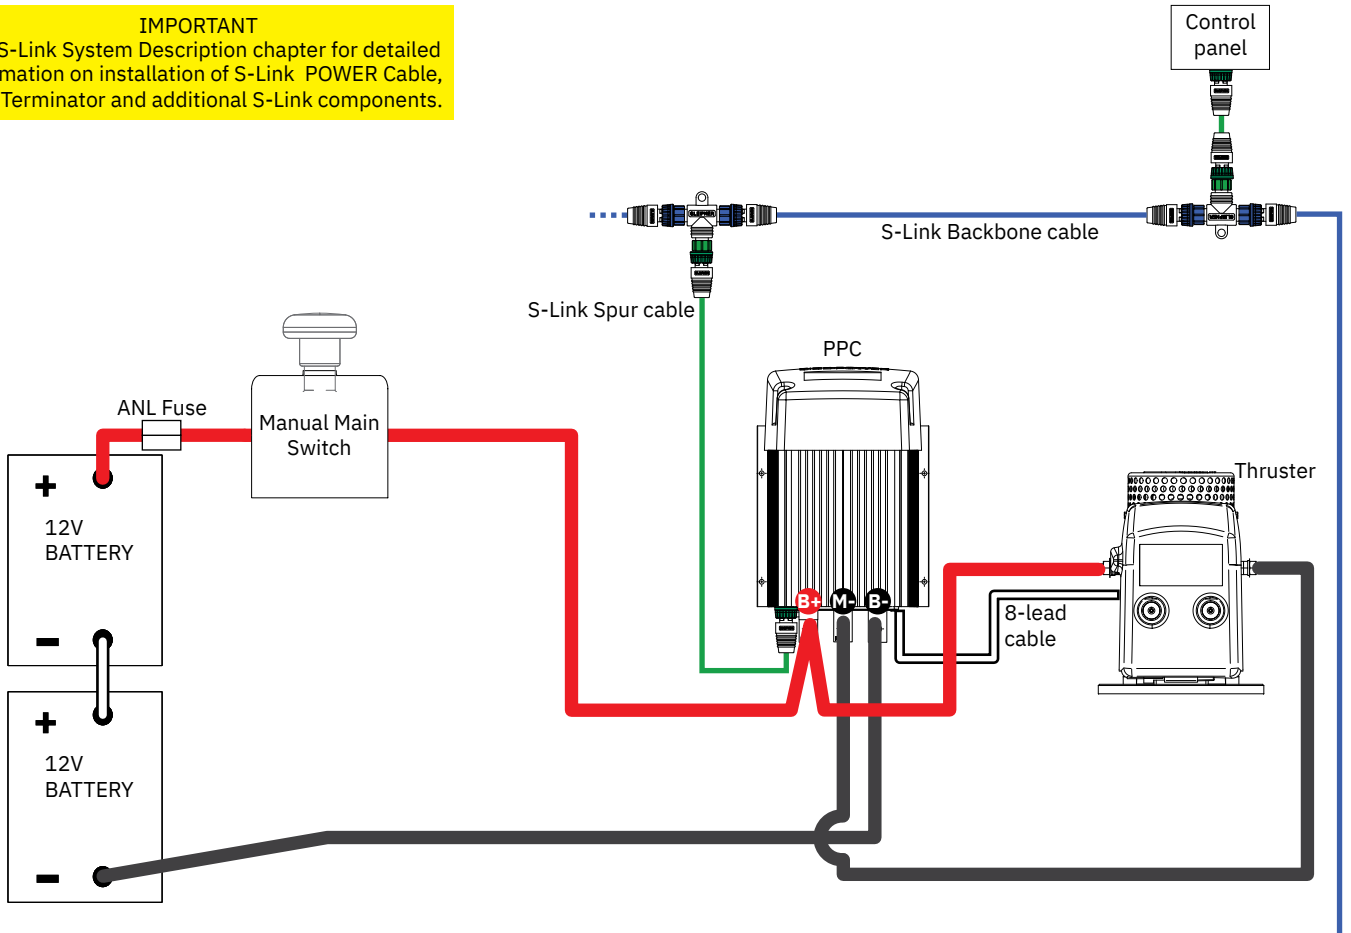 IMPORTANT
S-Link System Description chapter for detailed
mation on installation of S-Link POWER Cable,
Terminator and additional S-Link components.
Control
panel
S-Link Backbone cable
S-Link Spur cable
PPC
ANL Fuse
Manual Main
Switch
Thruster
+
12V
BATTERY
-
B+
M-
B-
8-lead
cable
+
12V
BATTERY
-